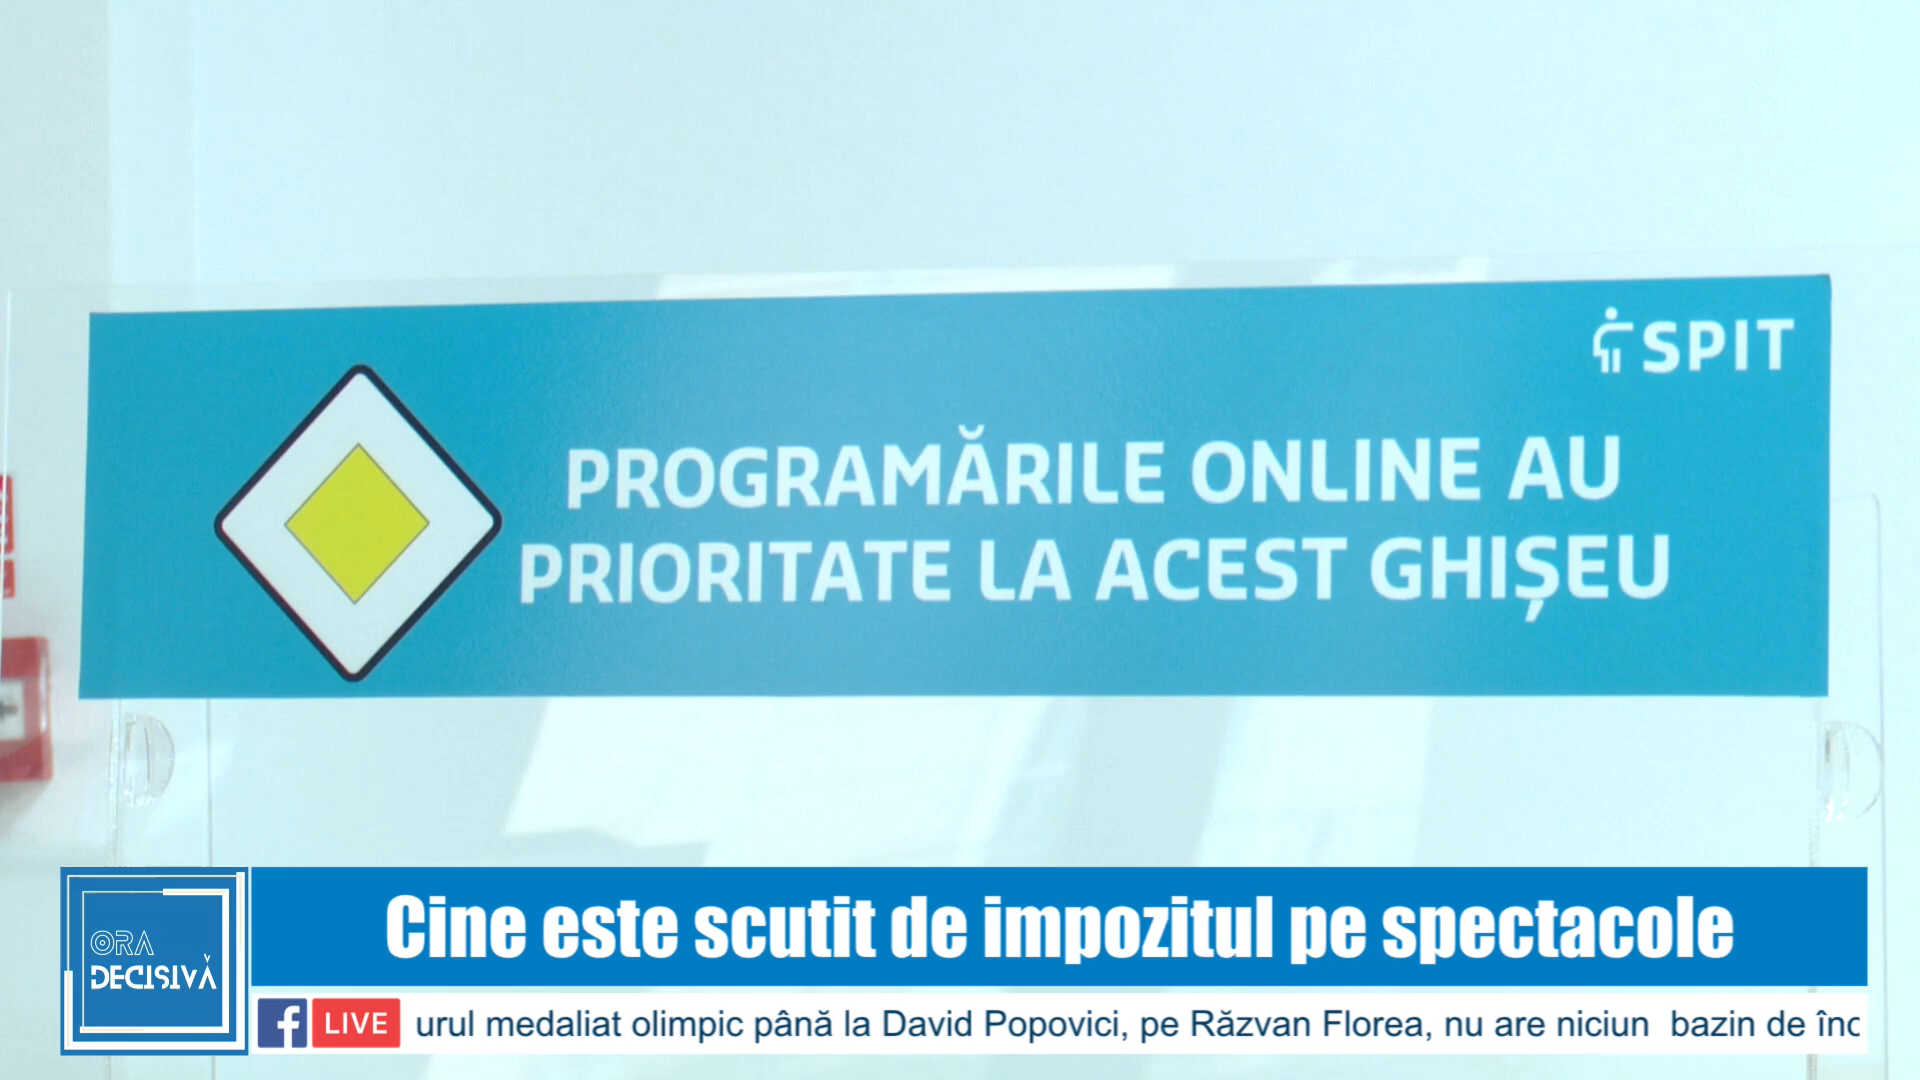 SPIT
PROGRAMĂRILE ONLINE AU
PRIORITATE LA ACEST GHIȘEU
Cine este scutit de impozitul pe spectacole
ORA
DECISIVĂ
LIVE urul medaliat olimpic până la David Popovici, pe Răzvan Florea, nu are niciun bazin de înc